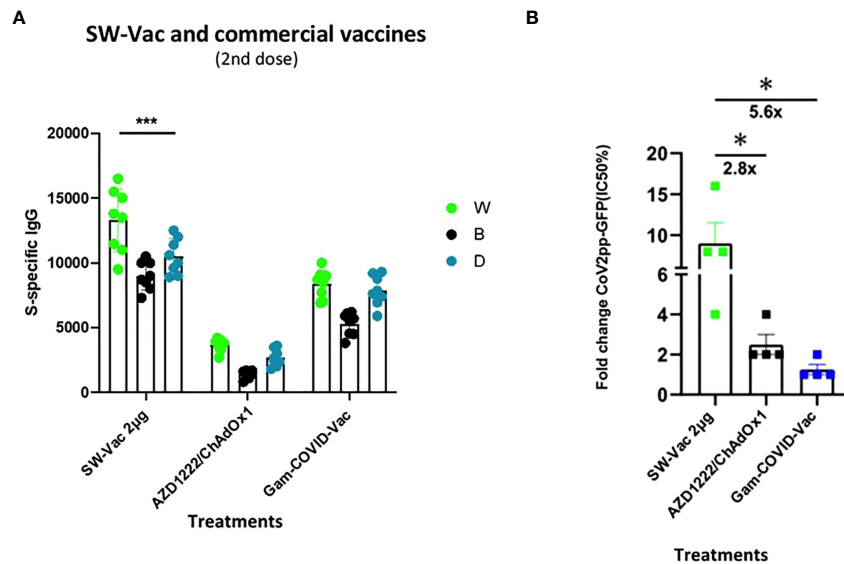 A
SW-Vac and commercial vaccines
(2nd dose)
***
20000
15000
10000
5000
0
S-specific IgG
SW-Vac 2µg
AZD1222/ChAdOx1
Gam-COVID-Vac
Treatments
W
B
D
B
*
5.6x
*
2.8x
20
15
10
6
4
2
0
Fold change CoV2pp-GFP(IC50%)
SW-Vac 2µg
AZD1222/ChAdOx1
Gam-COVID-Vac
Treatments